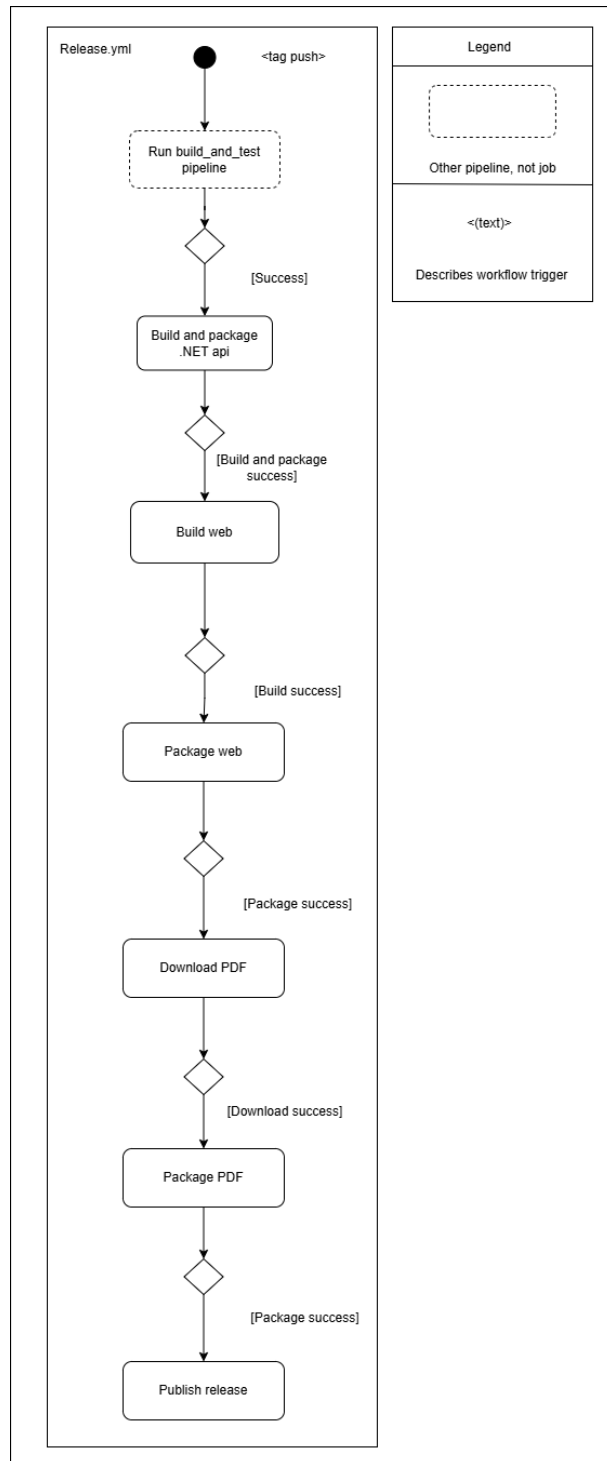 Release.yml
<tag push>
Run build_and_test
pipeline
[Success]
Build and package
.NET api
[Build and package
success]
Build web
[Build success]
Package web
[Package success]
Download PDF
[Download success]
Package PDF
[Package success]
Publish release
Legend
Other pipeline, not job
<(text)>
Describes workflow trigger